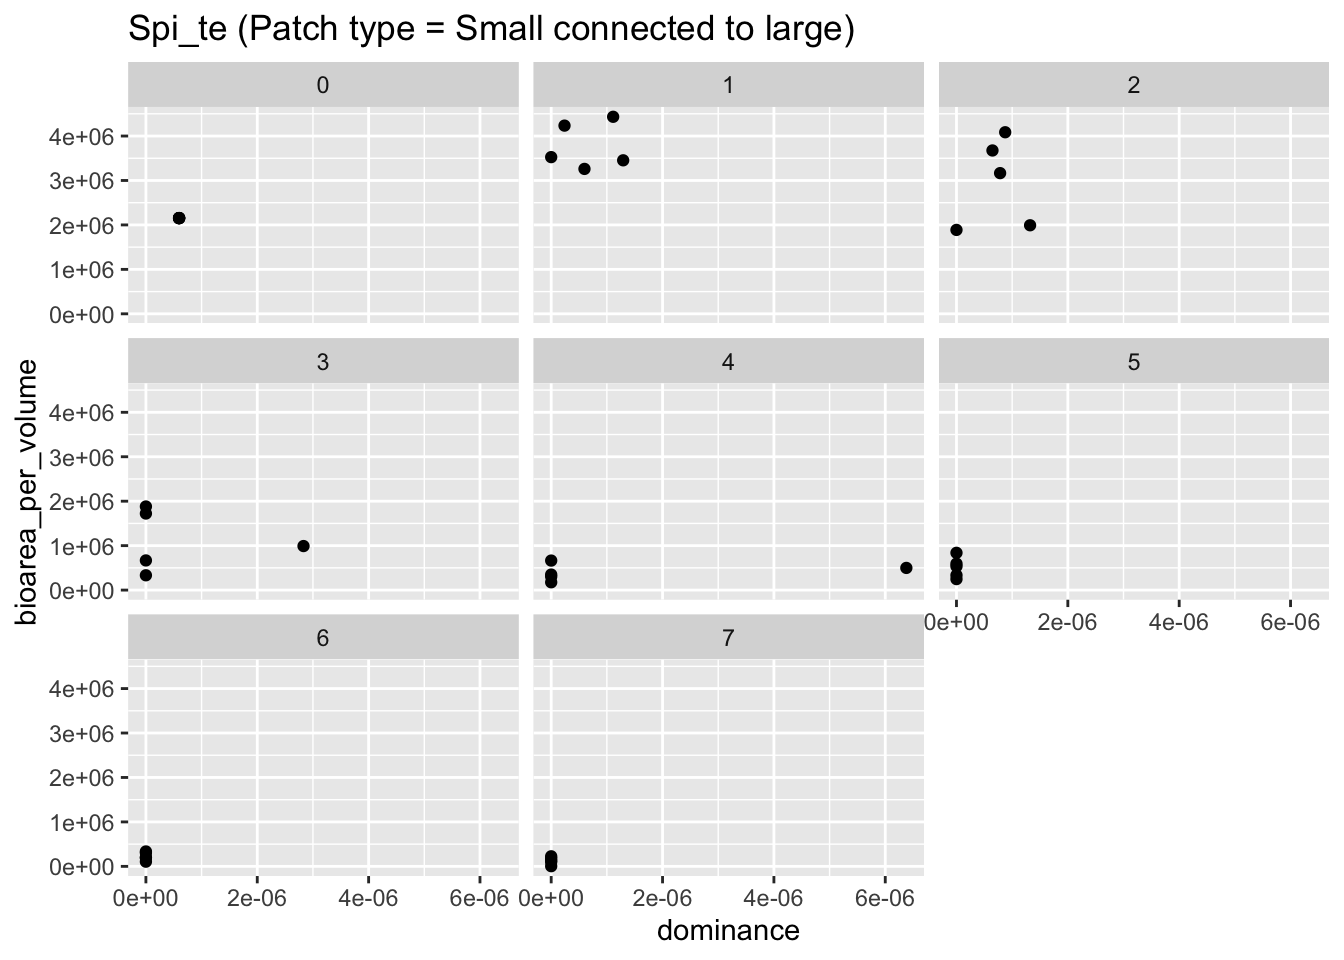 Spi_te (Patch type = Small connected to large)
0 1 2
4e+06
3e+06
2e+06
1e+06
0e+00
3 4 5
4e+06
3e+06
2e+06
1e+06
0e+00
0e+00 2e-06 4e-06 6e-06
6 7
4e+06
3e+06
2e+06
1e+06
0e+00
0e+00 2e-06 4e-06 6e-06 0e+00 2e-06 4e-06 6e-06
dominance
bioarea_per_volume